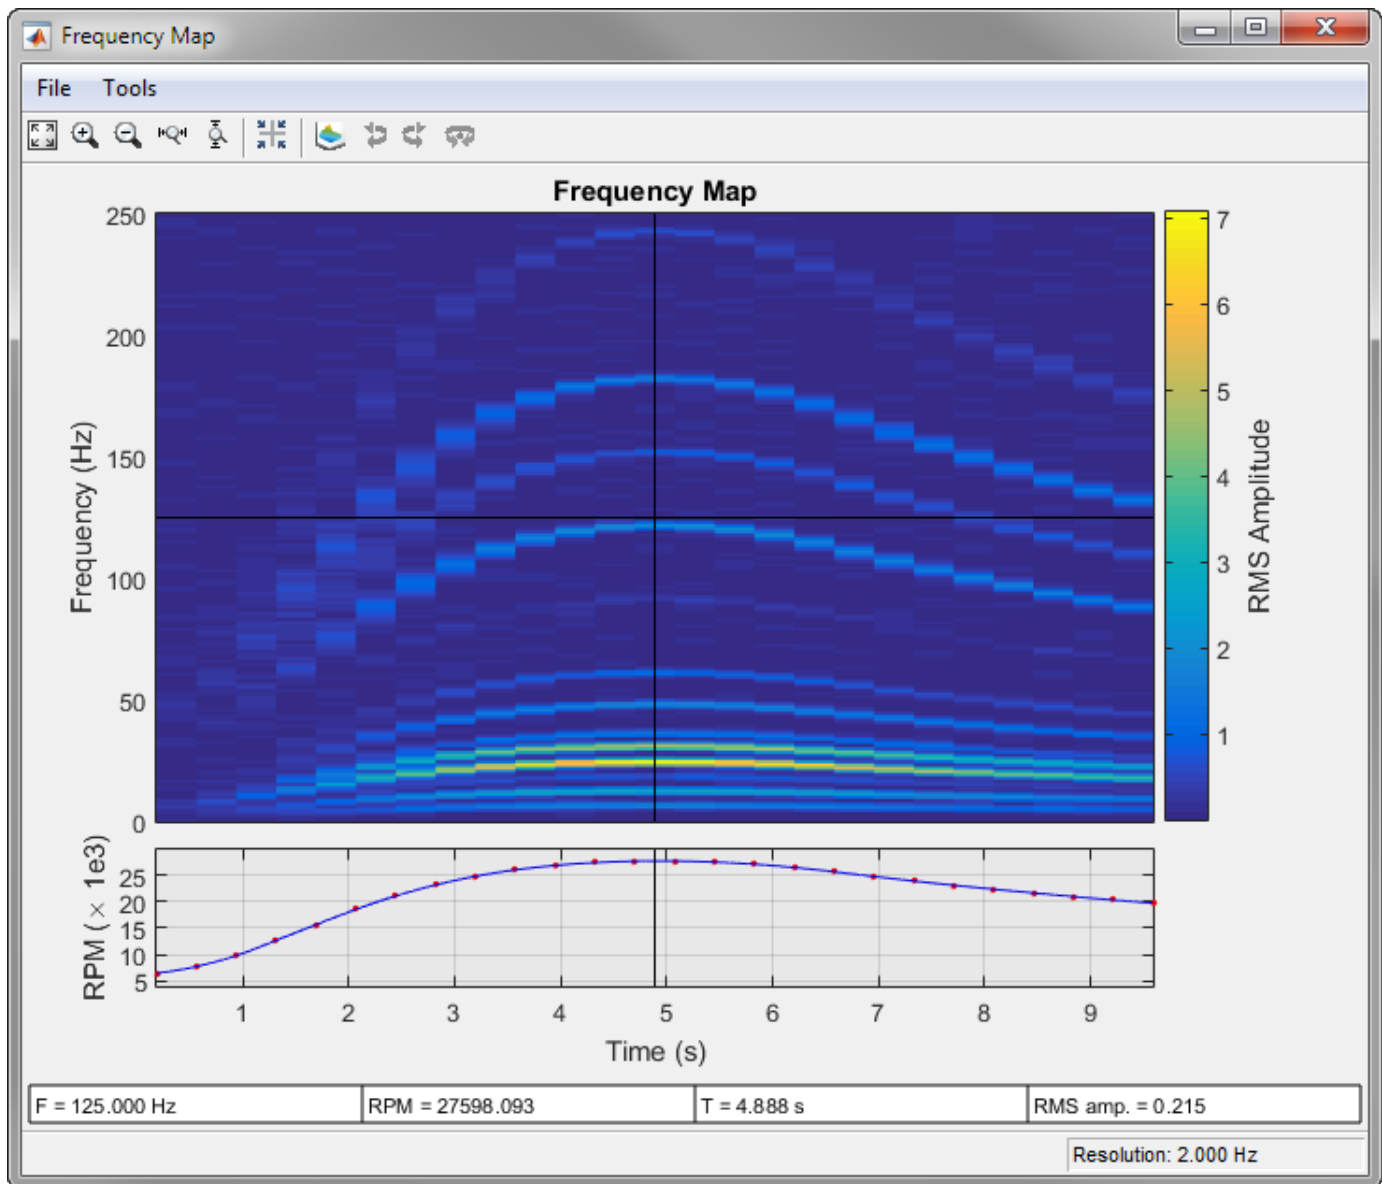 Frequency Map
File Tools
Frequency Map
250
200
150
100
50
0
Frequency (Hz)
7
6
5
4
3
2
1
RMS Amplitude
25
20
15
10
5
RPM ( × 1e3)
1 2 3 4 5 6 7 8 9
Time (s)
F = 125.000 Hz RPM = 27598.093 T = 4.888 s RMS amp. = 0.215
Resolution: 2.000 Hz